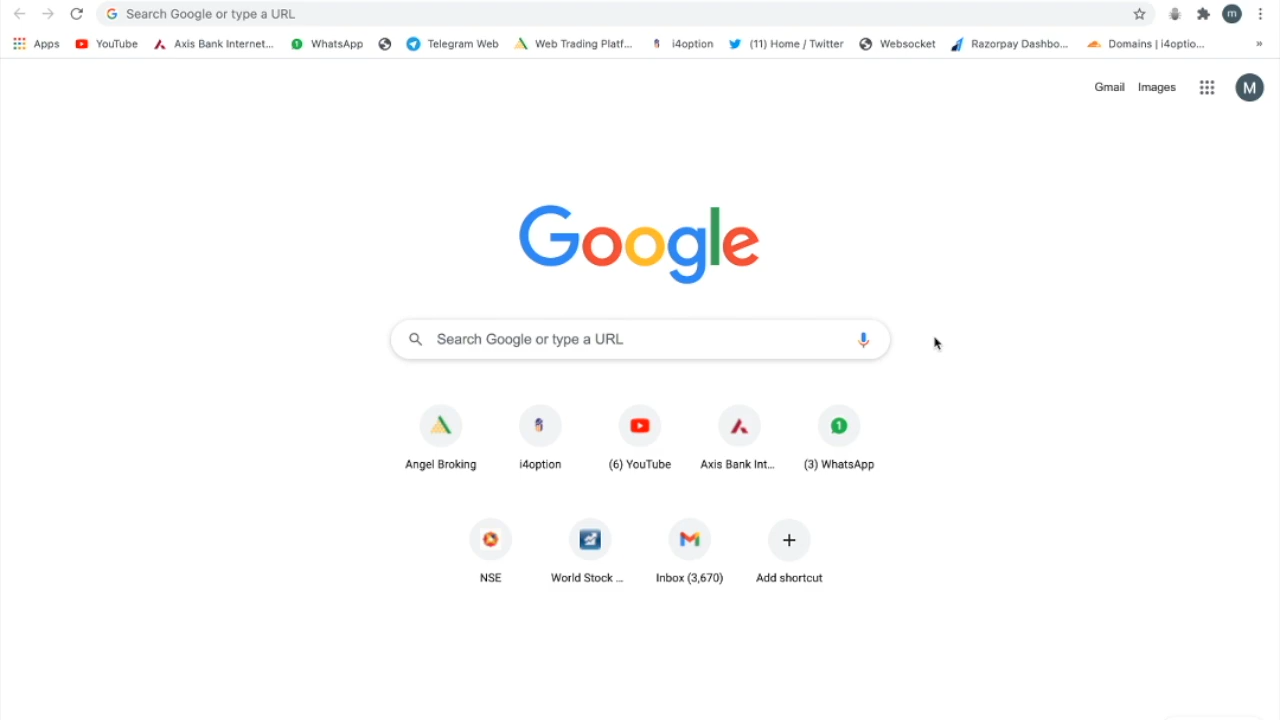 Search Google or type a URL
m
Apps YouTube Axis Bank Internet... WhatsApp Telegram Web Web Trading Platf... i4option (11) Home / Twitter Websocket Razorpay Dashbo... Domains | i4optio... »
Gmail Images M
Google
Search Google or type a URL
Angel Broking i4option (6) YouTube Axis Bank Int... (3) WhatsApp
NSE World Stock ... Inbox (3,670) Add shortcut